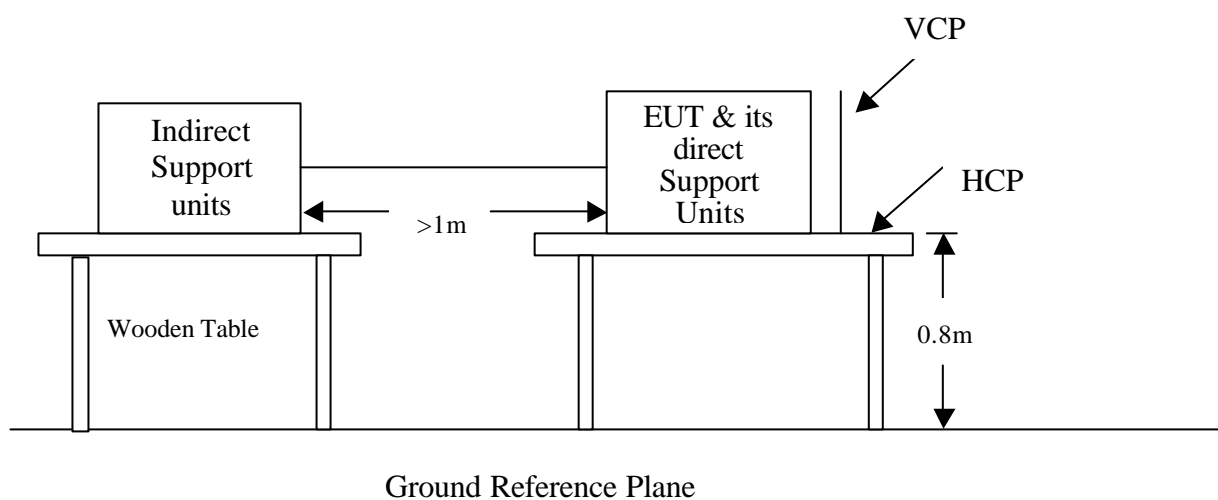 VCP
Indirect
Support
units
EUT & its
direct
Support
Units
HCP
>1m
Wooden Table
0.8m
Ground Reference Plane